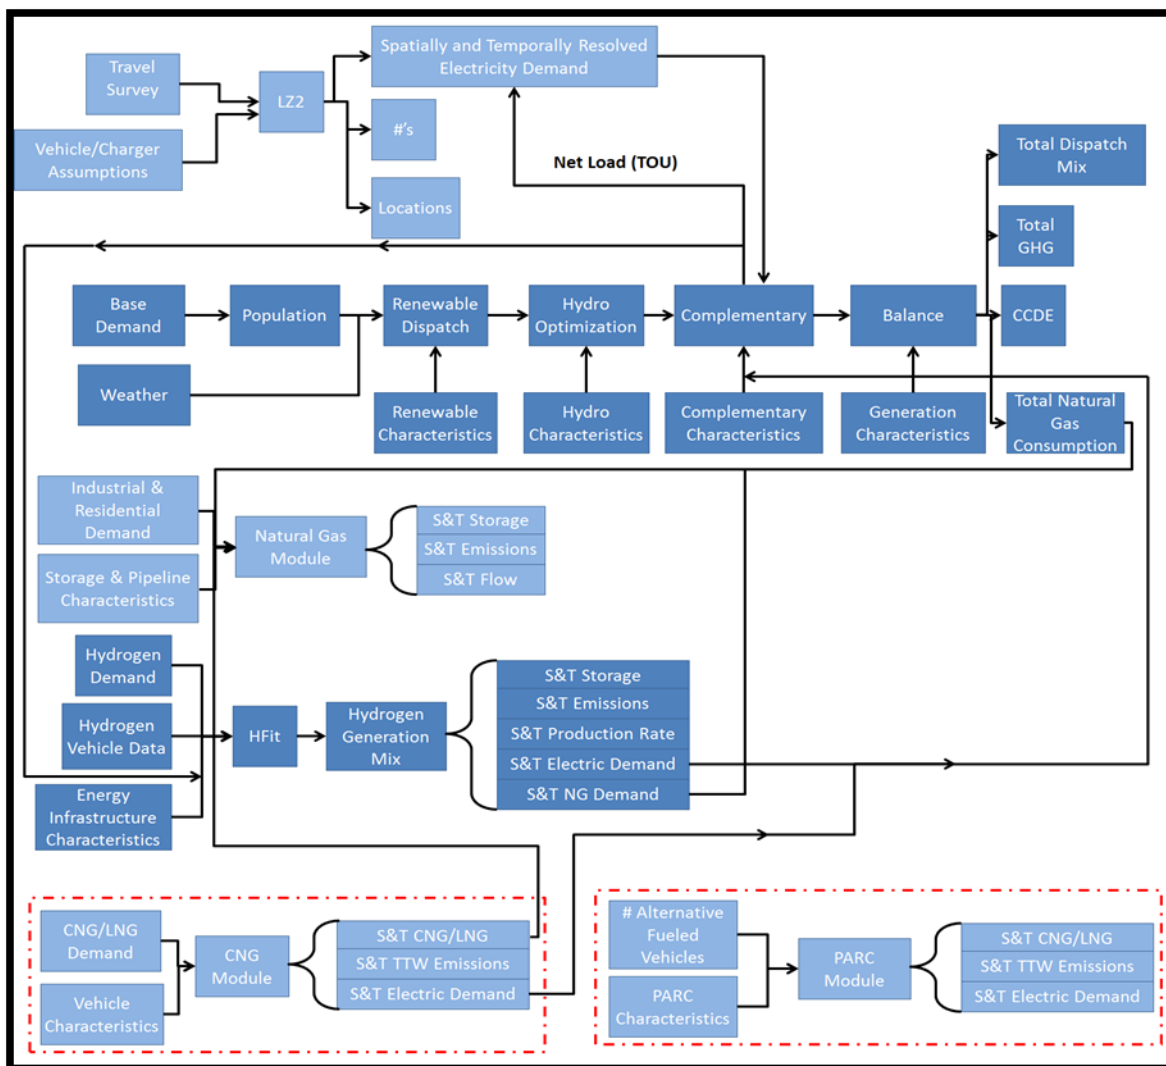 Travel
Survey
Vehicle/Charger
Assumptions
LZ2
Spatially and Temporally Resolved
Electricity Demand
#'s
Locations
Net Load (TOU)
Total Dispatch
Mix
Total
GHG
CCDE
Total Natural
Gas
Consumption
Base
Demand
Population
Renewable
Dispatch
Hydro
Optimization
Complementary
Balance
Weather
Renewable
Characteristics
Hydro
Characteristics
Complementary
Characteristics
Generation
Characteristics
Industrial &
Residential
Demand
Storage & Pipeline
Characteristics
Natural Gas
Module
S&T Storage
S&T Emissions
S&T Flow
Hydrogen
Demand
Hydrogen
Vehicle Data
Energy
Infrastructure
Characteristics
HFit
Hydrogen
Generation
Mix
S&T Storage
S&T Emissions
S&T Production Rate
S&T Electric Demand
S&T NG Demand
CNG/LNG
Demand
Vehicle
Characteristics
CNG
Module
S&T CNG/LNG
S&T TTW Emissions
S&T Electric Demand
# Alternative
Fueled
Vehicles
PARC
Characteristics
PARC
Module
S&T CNG/LNG
S&T TTW Emissions
S&T Electric Demand